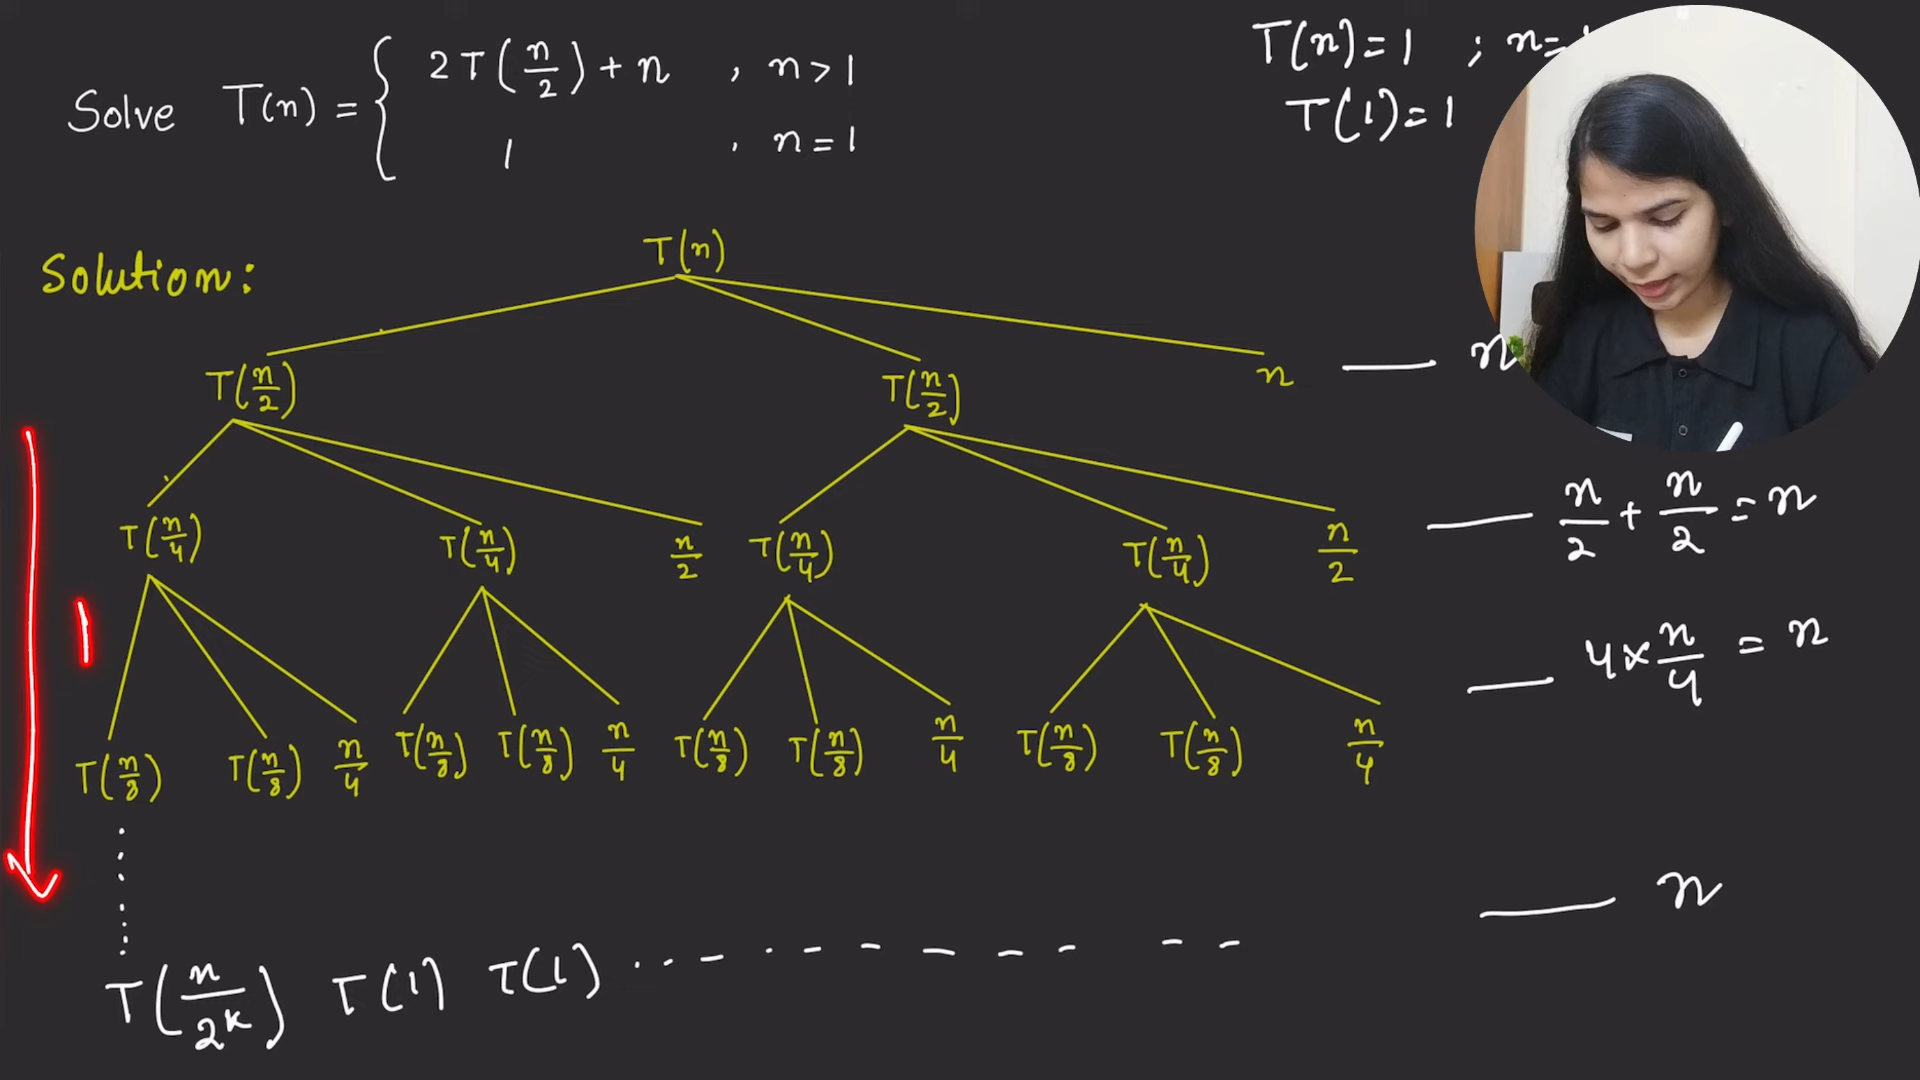 Solve T(n) = { 2T(n/2) + n , n > 1
1 , n = 1
T(n) = 1 ; n =
T(1) = 1
Solution:
T(n)
T(n/2) T(n/2) n — n
T(n/4) T(n/4) n/2 T(n/4) T(n/4) n/2 — n/2 + n/2 = n
1
T(n/8) T(n/8) n/4 T(n/8) T(n/8) n/4 T(n/8) T(n/8) n/4 T(n/8) T(n/8) n/4 — 4 × n/4 = n
— n
T(n/2^k) T(1) T(1) ... - - - - - - - -